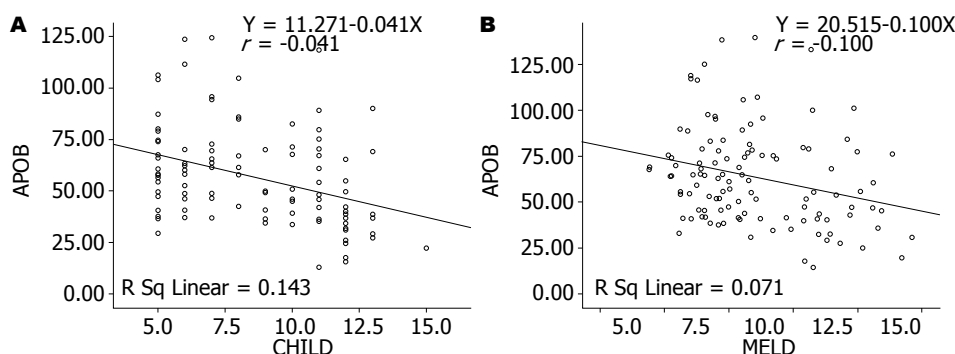 A
Y = 11.271-0.041X
r = -0.041
125.00
100.00
75.00
50.00
25.00
0.00
APOB
R Sq Linear = 0.143
5.0 7.5 10.0 12.5 15.0
CHILD
B
Y = 20.515-0.100X
r = -0.100
125.00
100.00
75.00
50.00
25.00
0.00
APOB
R Sq Linear = 0.071
5.0 7.5 10.0 12.5 15.0
MELD